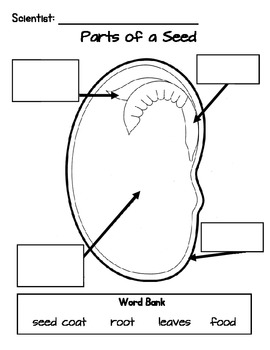 Scientist:
Parts of a Seed
Word Bank
seed coat root leaves food